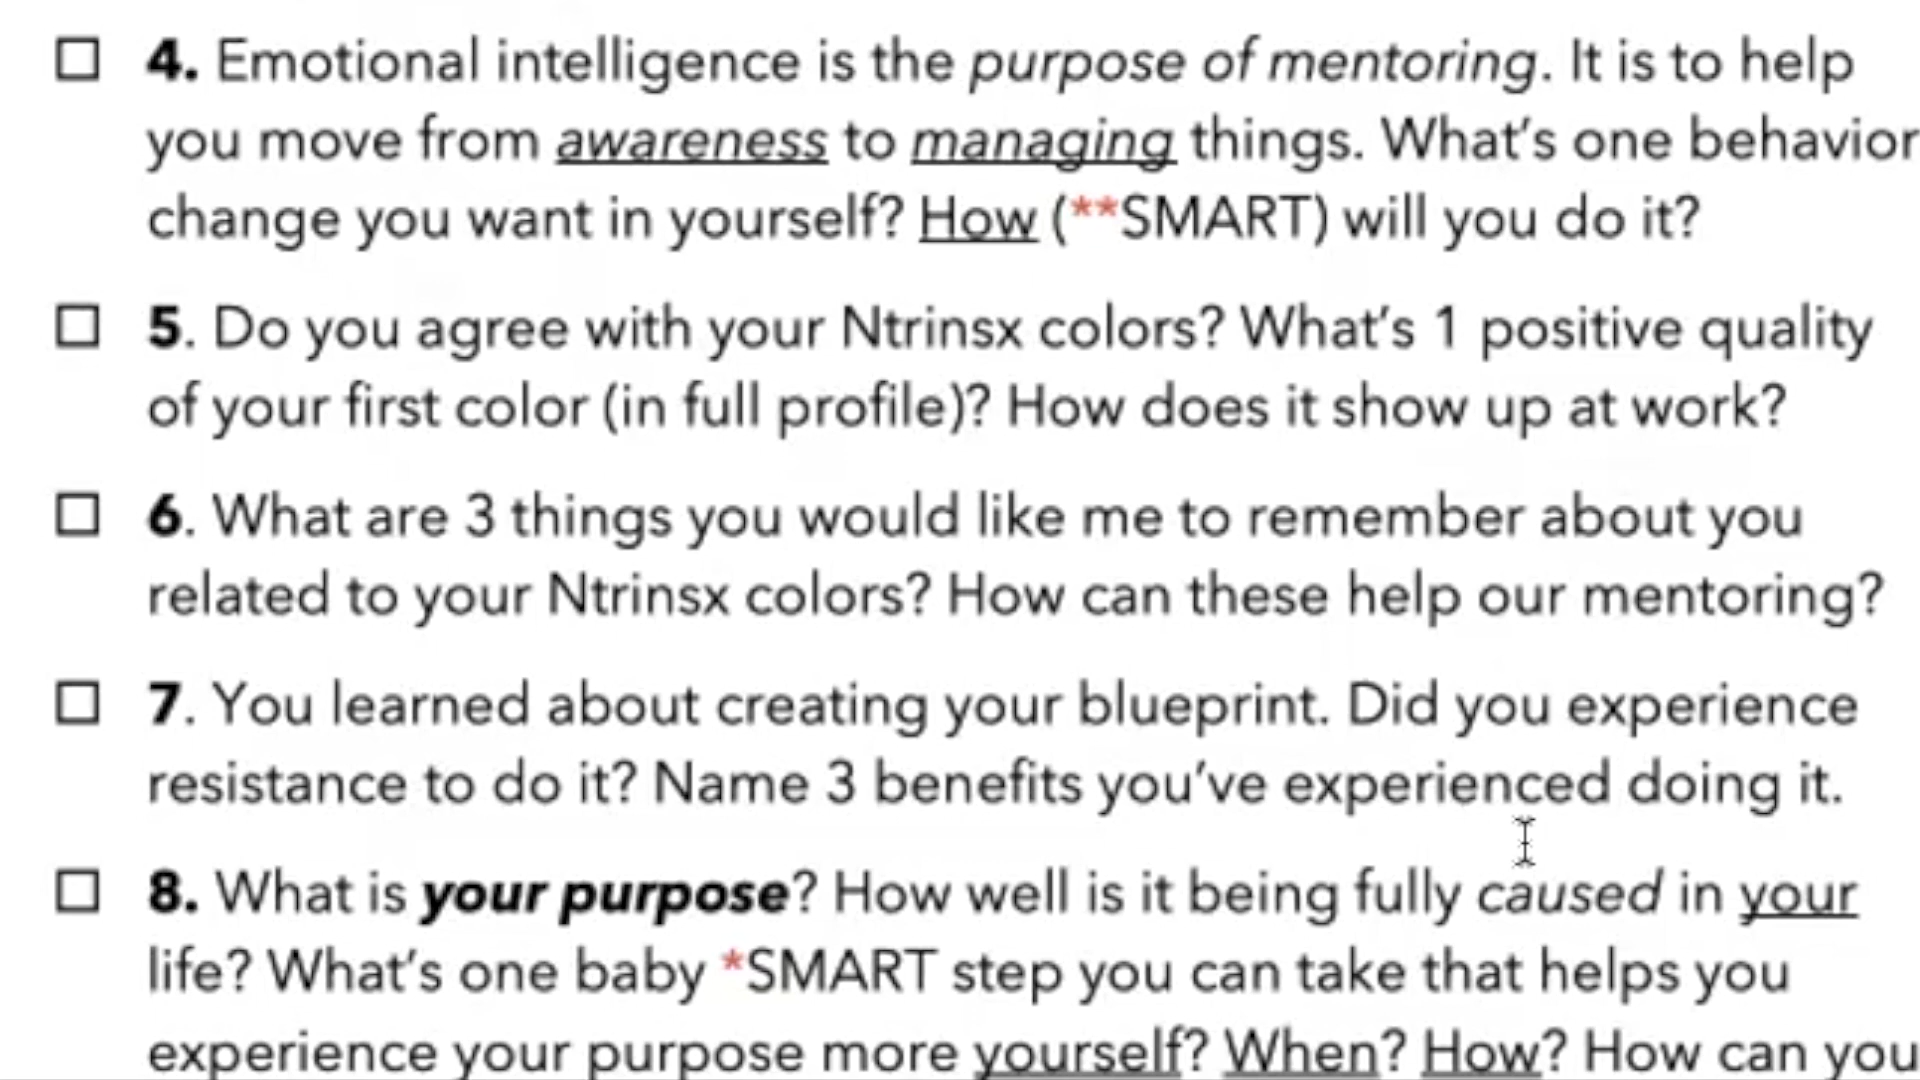 ☐ 4. Emotional intelligence is the purpose of mentoring. It is to help
you move from awareness to managing things. What's one behavior
change you want in yourself? How (**SMART) will you do it?
☐ 5. Do you agree with your Ntrinsx colors? What's 1 positive quality
of your first color (in full profile)? How does it show up at work?
☐ 6. What are 3 things you would like me to remember about you
related to your Ntrinsx colors? How can these help our mentoring?
☐ 7. You learned about creating your blueprint. Did you experience
resistance to do it? Name 3 benefits you've experienced doing it.
☐ 8. What is your purpose? How well is it being fully caused in your
life? What's one baby *SMART step you can take that helps you
experience your purpose more yourself? When? How? How can you